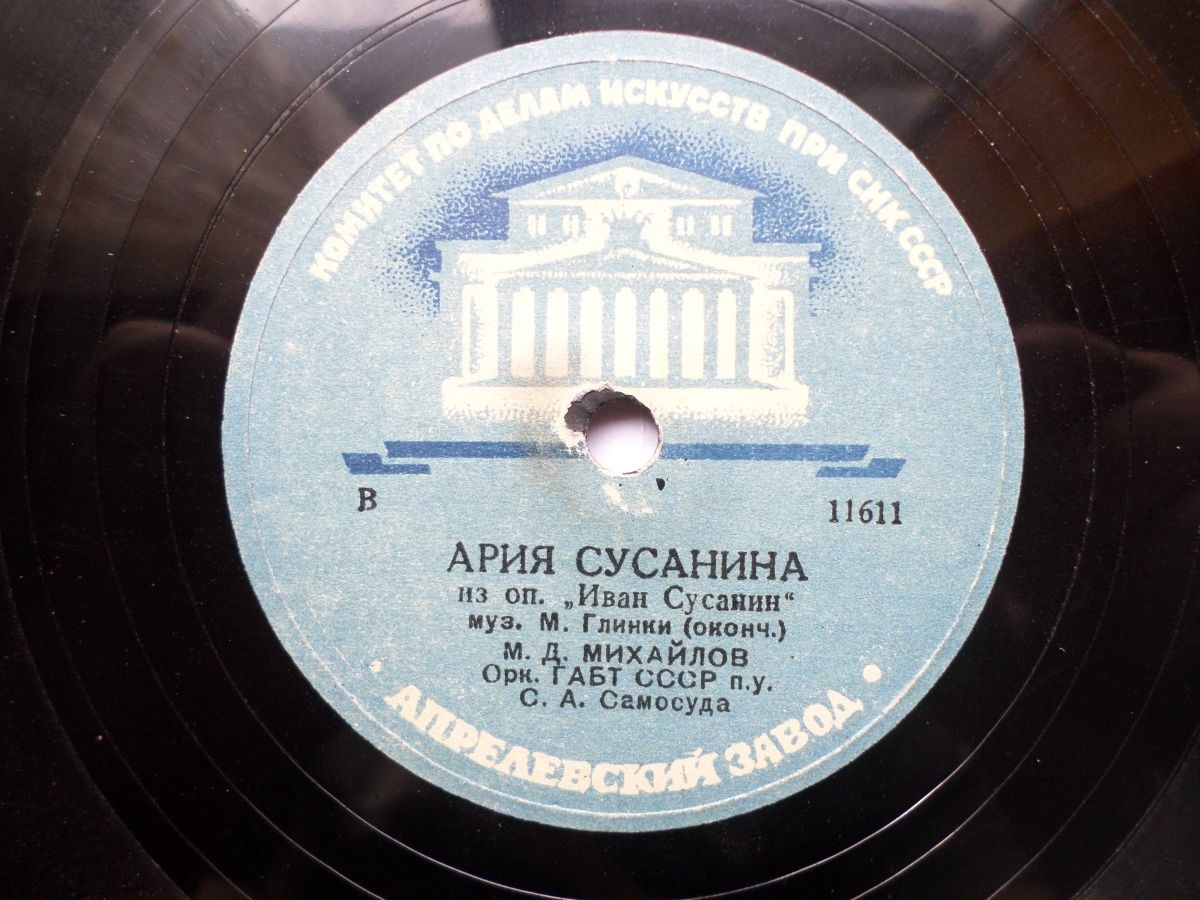 КОМИТЕТ ПО ДЕЛАМ ИСКУССТВ ПРИ СНК СССР
В 11611
АРИЯ СУСАНИНА
из оп. „Иван Сусанин“
муз. М. Глинки (оконч.)
М. Д. МИХАЙЛОВ
Орк. ГАБТ СССР п.у.
С. А. Самосуда
АПРЕЛЕВСКИЙ ЗАВОД